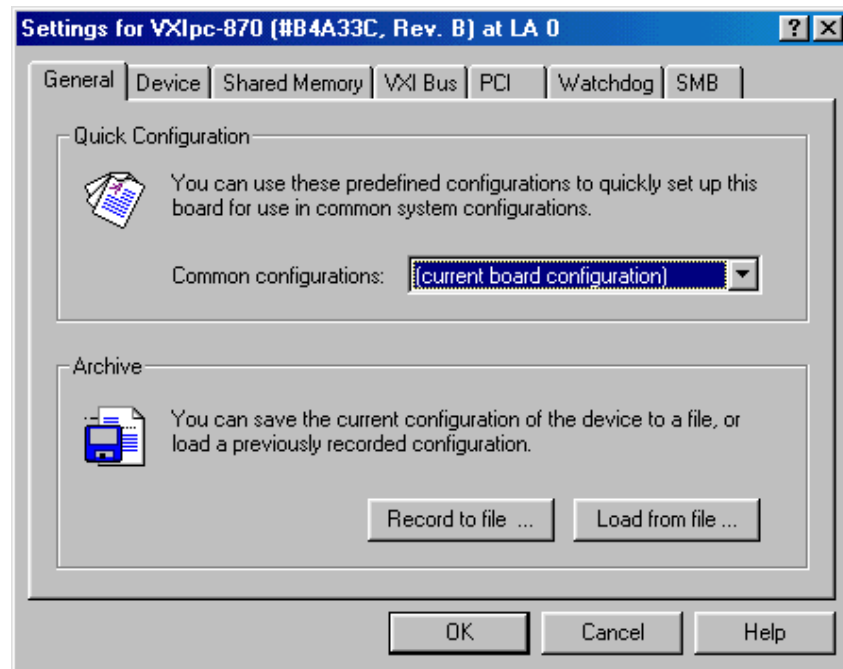 Settings for VXIpc-870 (#B4A33C, Rev. B) at LA 0
General Device Shared Memory VXI Bus PCI Watchdog SMB
Quick Configuration
You can use these predefined configurations to quickly set up this
board for use in common system configurations.
Common configurations: (current board configuration)
Archive
You can save the current configuration of the device to a file, or
load a previously recorded configuration.
Record to file ... Load from file ...
OK Cancel Help